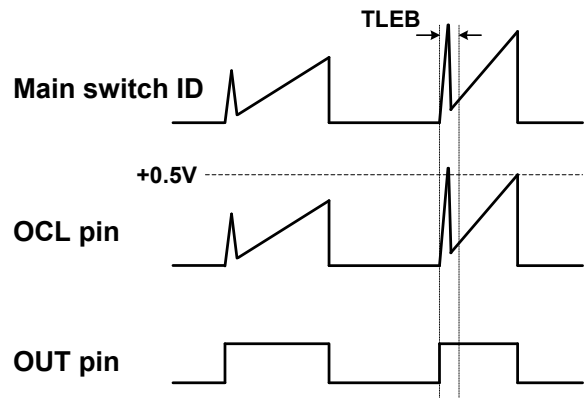 TLEB
Main switch ID
+0.5V
OCL pin
OUT pin